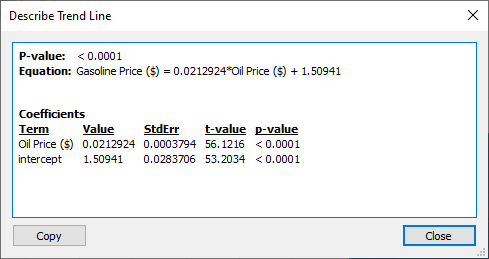 Describe Trend Line
P-value: < 0.0001
Equation: Gasoline Price ($) = 0.0212924*Oil Price ($) + 1.50941
Coefficients
Term Value StdErr t-value p-value
Oil Price ($) 0.0212924 0.0003794 56.1216 < 0.0001
intercept 1.50941 0.0283706 53.2034 < 0.0001
Copy Close